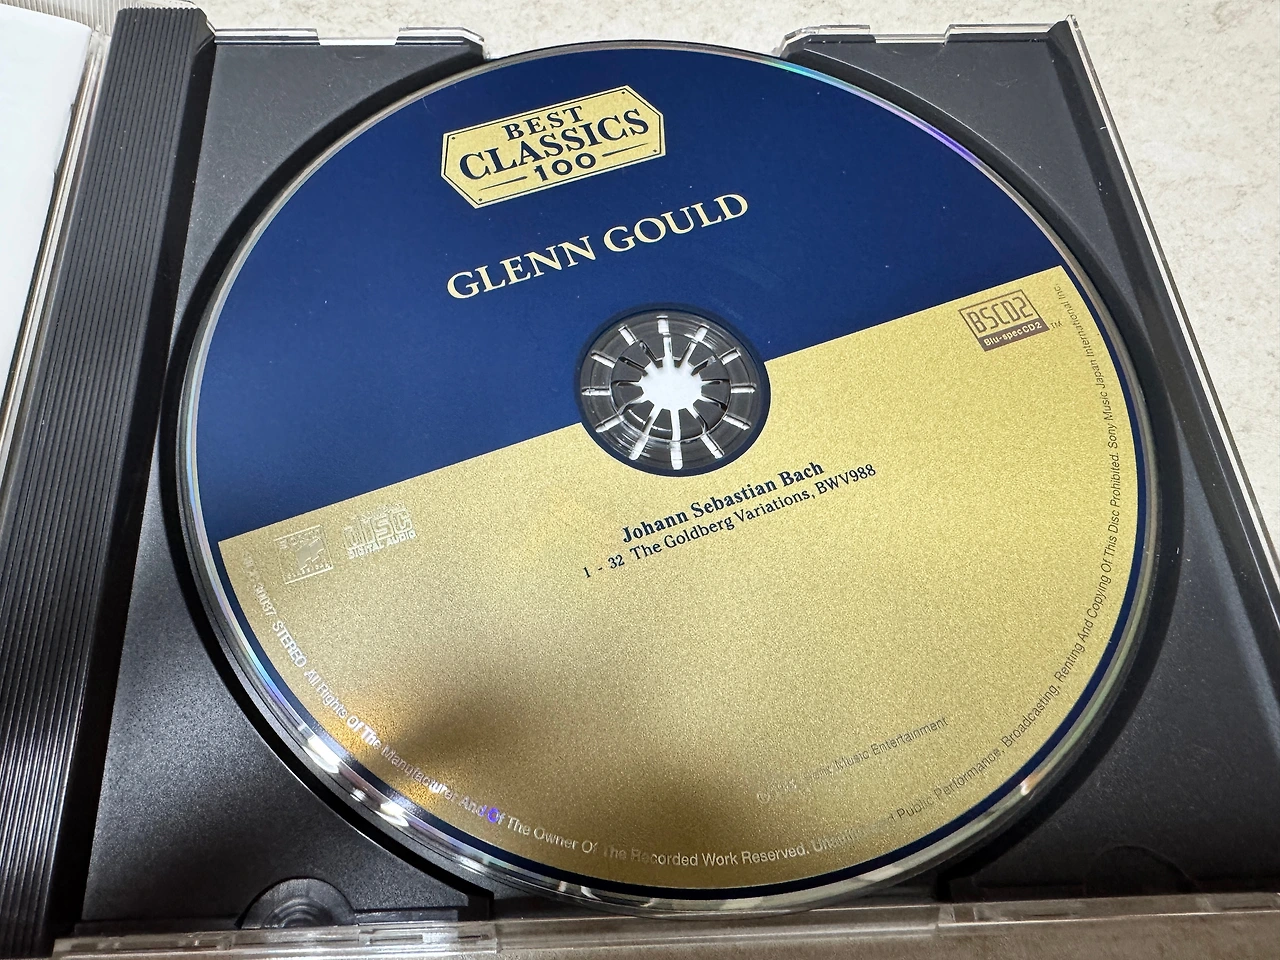 BEST
CLASSICS
100
GLENN GOULD
BSCD2
Blu-specCD2 TM
Johann Sebastian Bach
1 - 32 The Goldberg Variations, BWV988
DISC
DIGITAL AUDIO
Music Entertainment
STEREO All Rights Of The Manufacturer And Of The Owner Of The Recorded Work Reserved. Public Performance, Broadcasting, Renting And Copying Of This Disc Prohibited. Sony Music Japan International Inc.